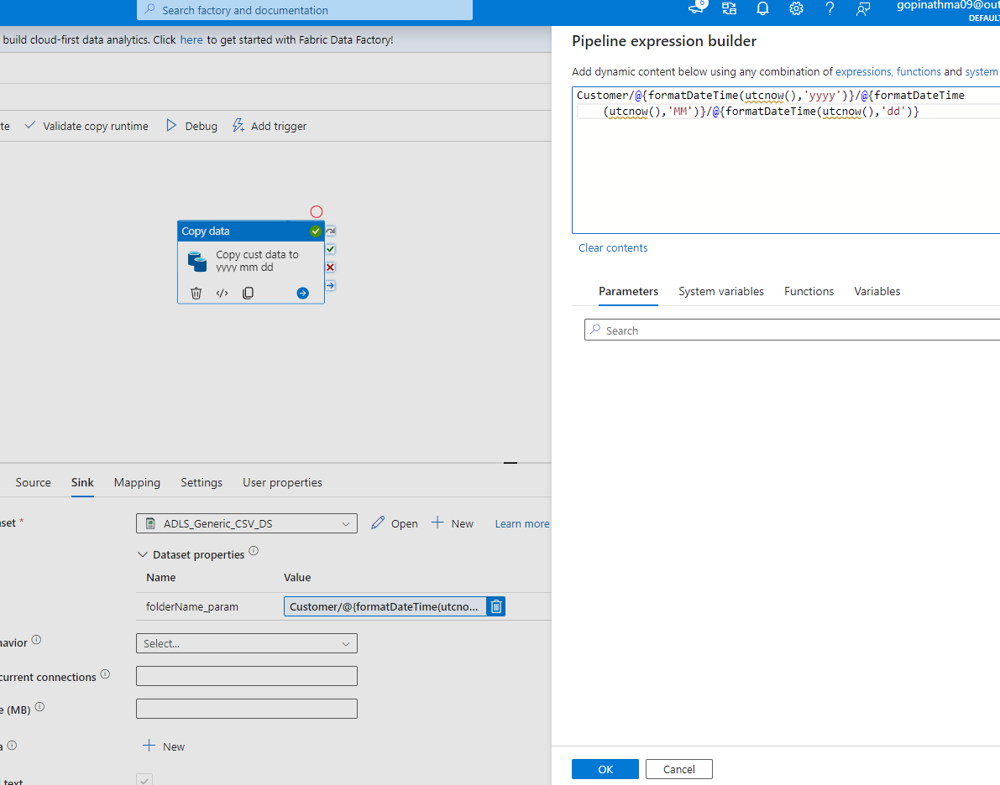 Search factory and documentation
6
gopinathma09@out
DEFAULT
build cloud-first data analytics. Click here to get started with Fabric Data Factory!
te
Validate copy runtime
Debug
Add trigger
Copy data
Copy cust data to
yyyy mm dd
Source
Sink
Mapping
Settings
User properties
set *
ADLS_Generic_CSV_DS
Open
New
Learn more
Dataset properties
Name
Value
folderName_param
Customer/@{formatDateTime(utcno...
avior
Select...
current connections
e (MB)
a
New
text
Pipeline expression builder
Add dynamic content below using any combination of expressions, functions and system
Customer/@{formatDateTime(utcnow(),'yyyy')}/@{formatDateTime
(utcnow(),'MM')}/@{formatDateTime(utcnow(),'dd')}
Clear contents
Parameters
System variables
Functions
Variables
Search
OK
Cancel